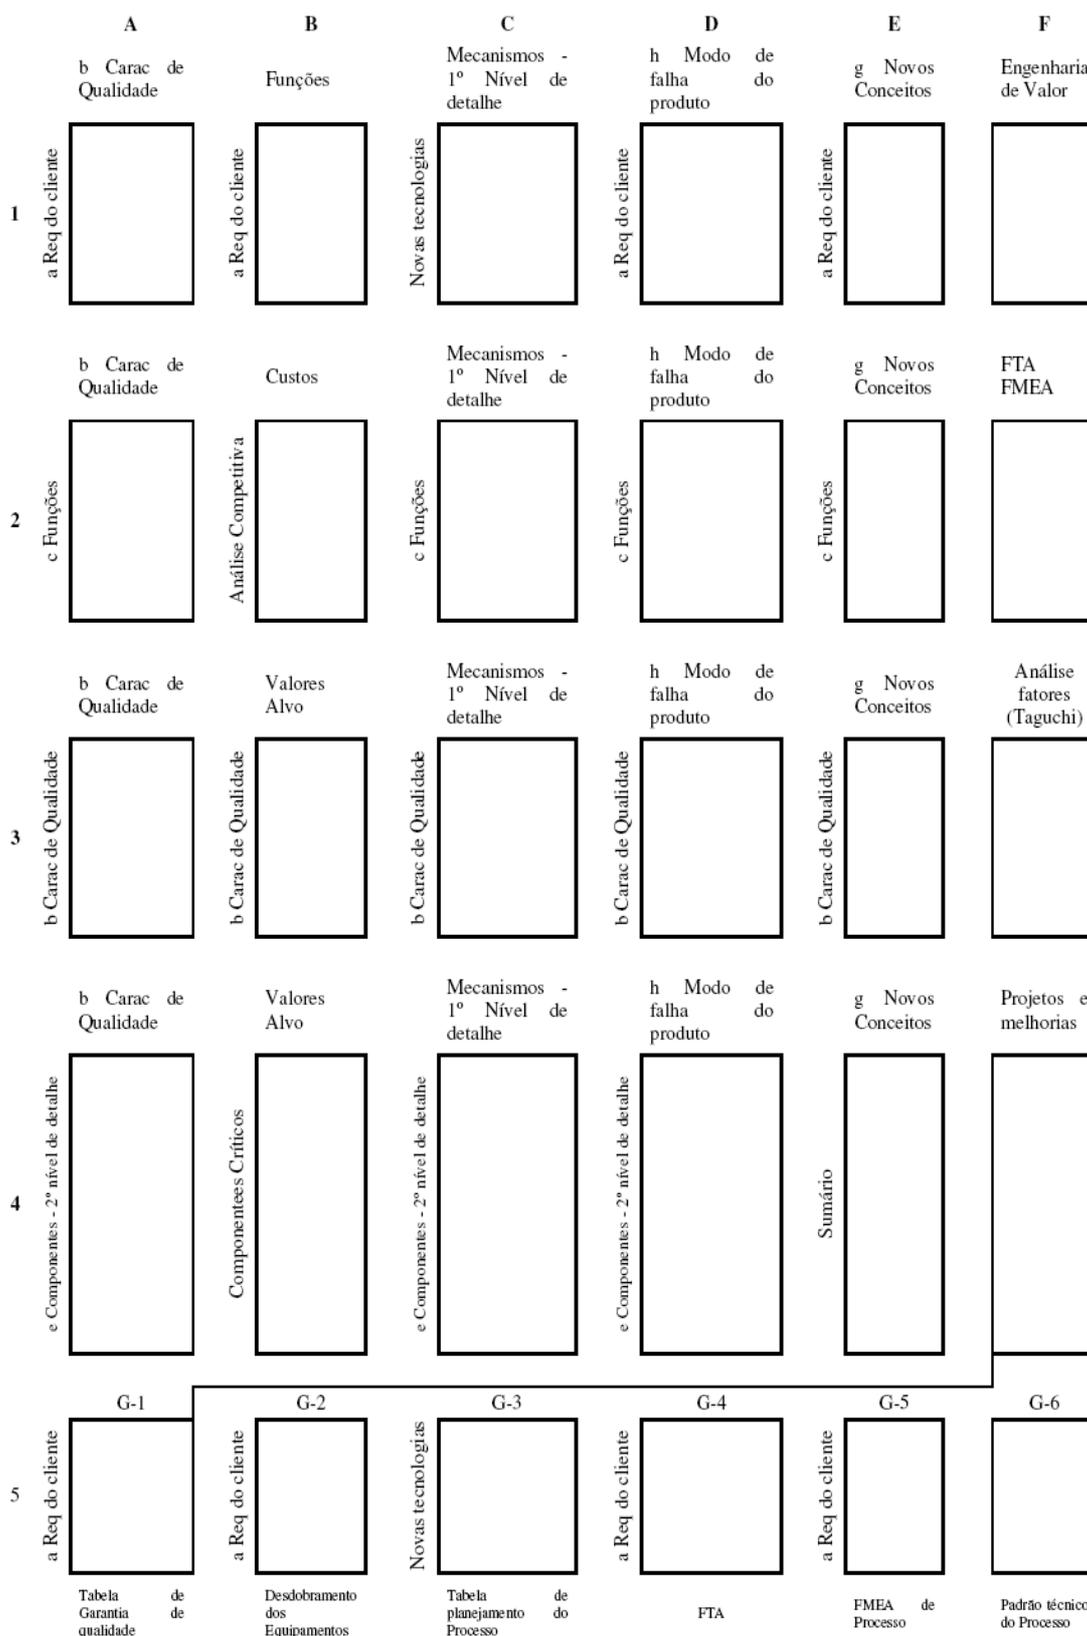 A B C D E F
b Carac de
Qualidade
Funções
Mecanismos -
1º Nível de
detalhe
h Modo de
falha do
produto
g Novos
Conceitos
Engenharia
de Valor
1
a Req do cliente
a Req do cliente
Novas tecnologias
a Req do cliente
a Req do cliente
b Carac de
Qualidade
Custos
Mecanismos -
1º Nível de
detalhe
h Modo de
falha do
produto
g Novos
Conceitos
FTA
FMEA
2
c Funções
Análise Competitiva
c Funções
c Funções
c Funções
b Carac de
Qualidade
Valores
Alvo
Mecanismos -
1º Nível de
detalhe
h Modo de
falha do
produto
g Novos
Conceitos
Análise
fatores
(Taguchi)
3
b Carac de Qualidade
b Carac de Qualidade
b Carac de Qualidade
b Carac de Qualidade
b Carac de Qualidade
b Carac de
Qualidade
Valores
Alvo
Mecanismos -
1º Nível de
detalhe
h Modo de
falha do
produto
g Novos
Conceitos
Projetos e
melhorias
4
e Componentes - 2º nível de detalhe
Componentees Críticos
e Componentes - 2º nível de detalhe
e Componentes - 2º nível de detalhe
Sumário
G-1 G-2 G-3 G-4 G-5 G-6
5
a Req do cliente
a Req do cliente
Novas tecnologias
a Req do cliente
a Req do cliente
Tabela de
Garantia de
qualidade
Desdobramento
dos
Equipamentos
Tabela de
planejamento do
Processo
FTA
FMEA de
Processo
Padrão técnico
do Processo